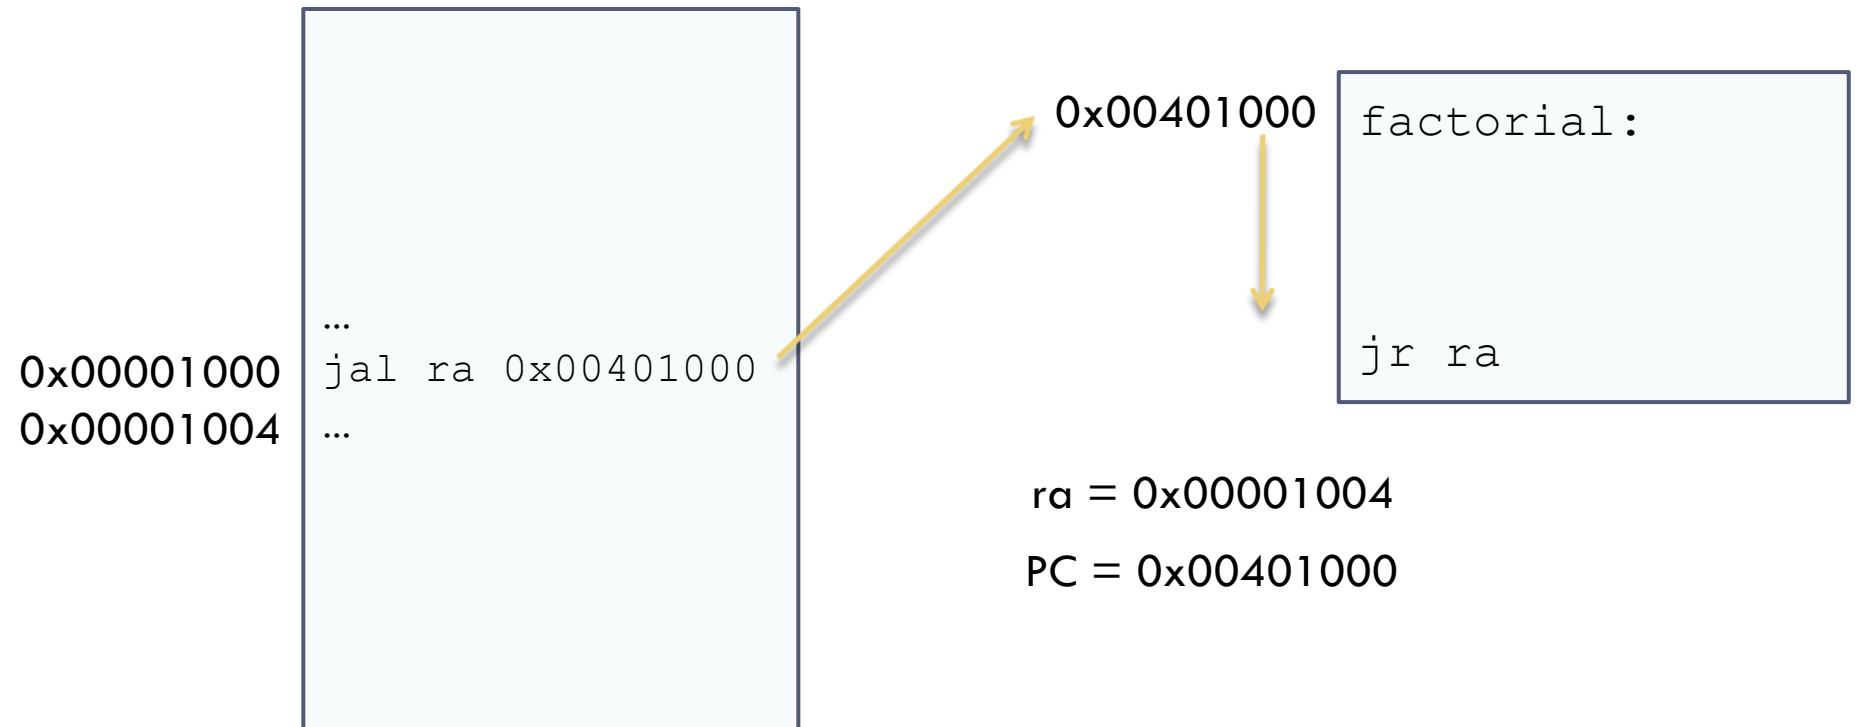 …
0x00001000 jal ra 0x00401000
0x00001004 …
0x00401000 factorial:
jr ra
ra = 0x00001004
PC = 0x00401000